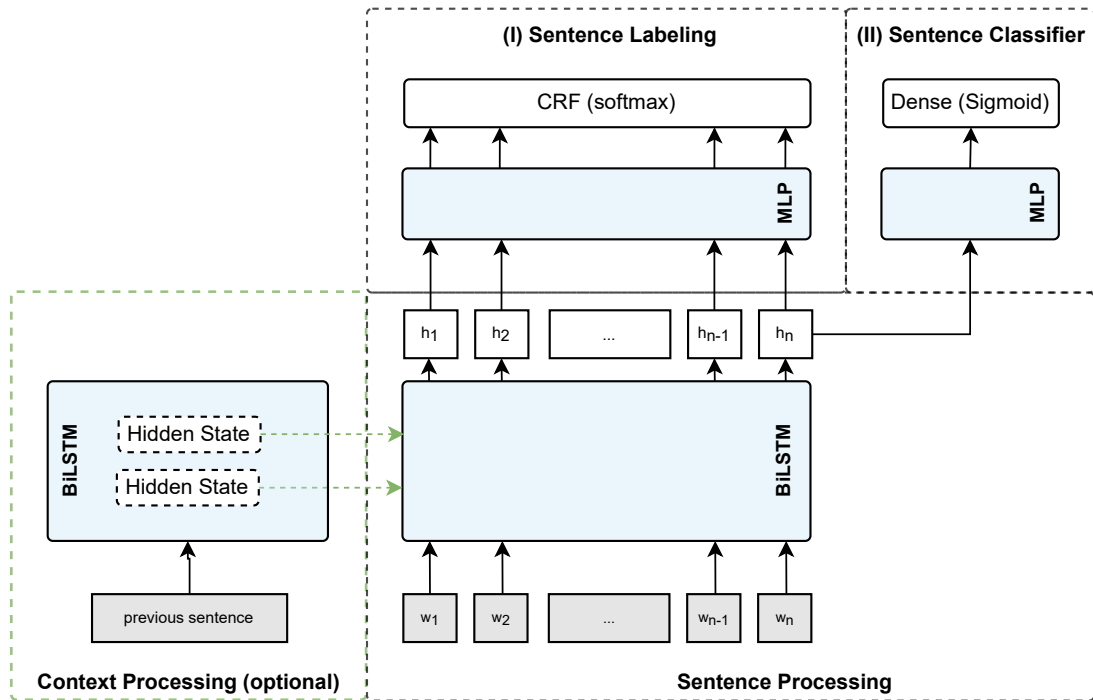 (I) Sentence Labeling
(II) Sentence Classifier
CRF (softmax)
Dense (Sigmoid)
MLP
MLP
h1 h2 ... hn-1 hn
BiLSTM
Hidden State
Hidden State
BiLSTM
previous sentence
w1 w2 ... wn-1 wn
Context Processing (optional)
Sentence Processing